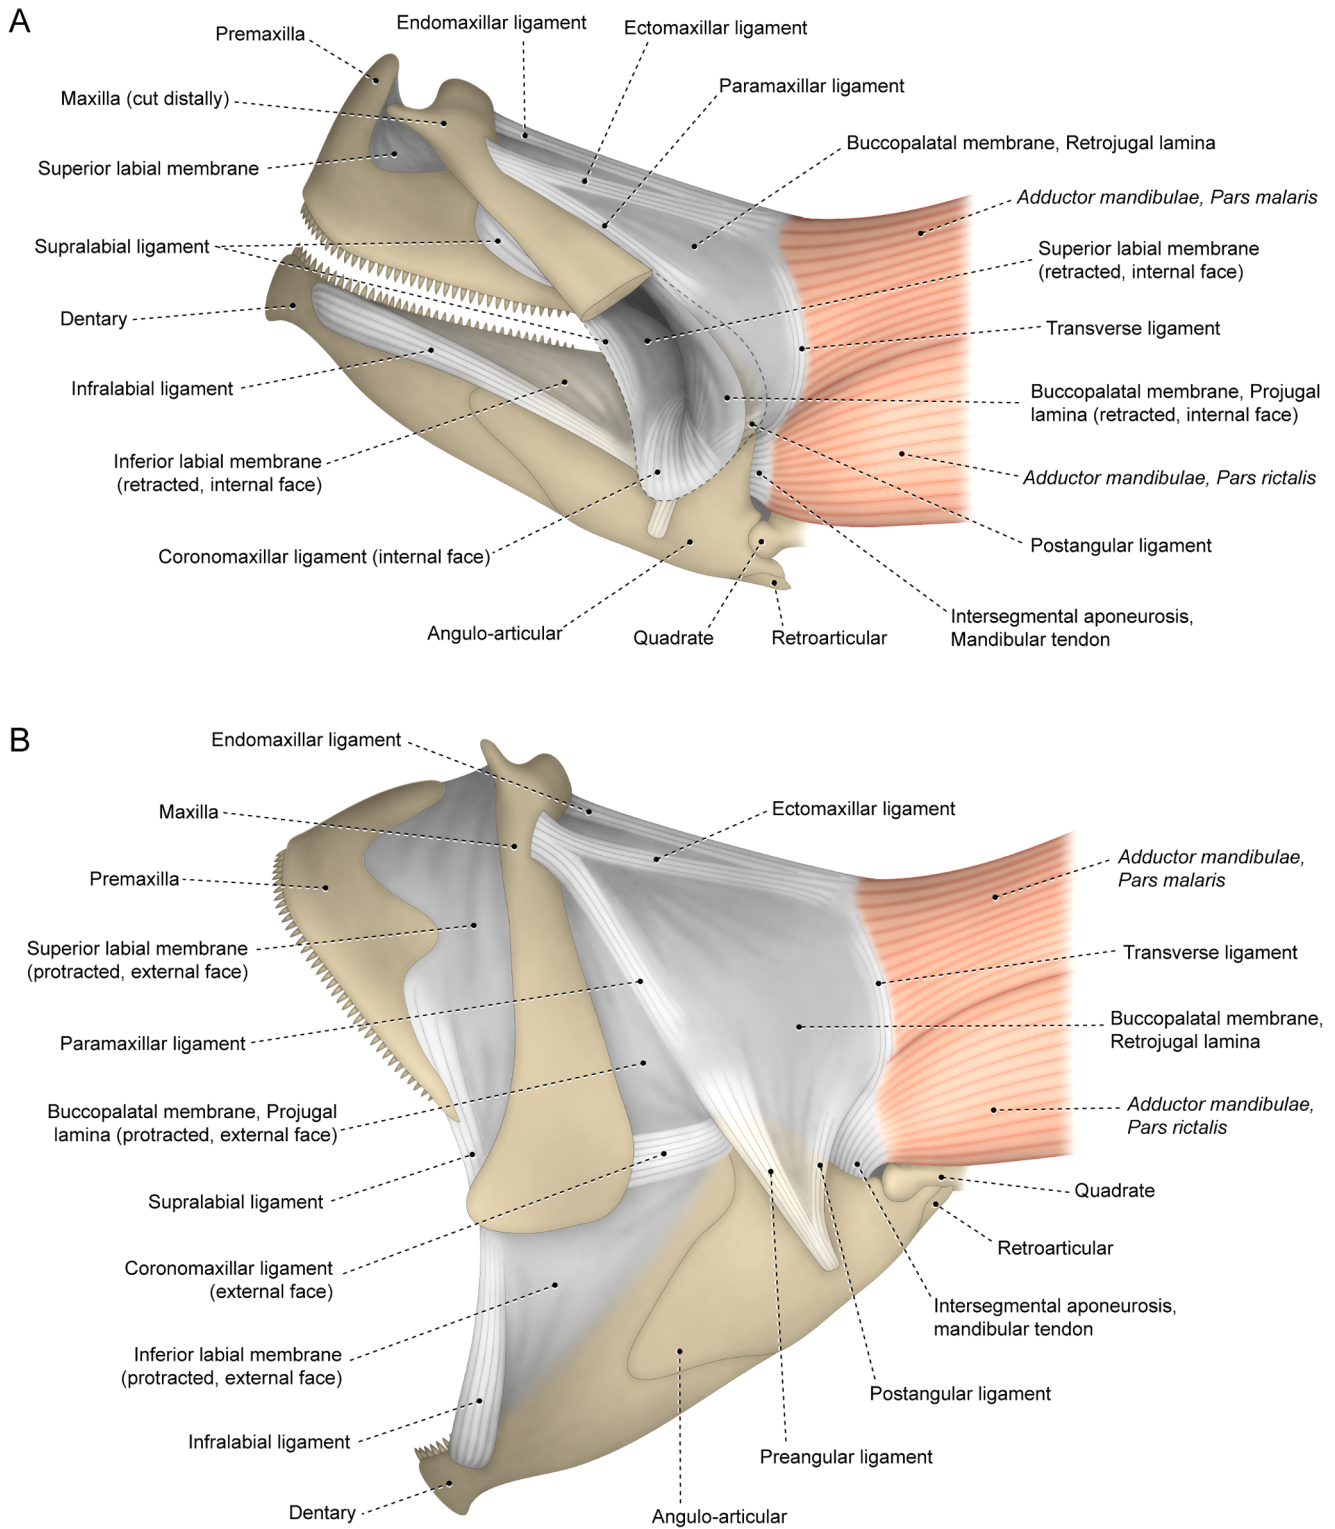 A
Premaxilla
Endomaxillar ligament
Ectomaxillar ligament
Maxilla (cut distally)
Paramaxillar ligament
Superior labial membrane
Buccopalatal membrane, Retrojugal lamina
Adductor mandibulae, Pars malaris
Supralabial ligament
Superior labial membrane
(retracted, internal face)
Dentary
Transverse ligament
Infralabial ligament
Buccopalatal membrane, Projugal
lamina (retracted, internal face)
Inferior labial membrane
(retracted, internal face)
Adductor mandibulae, Pars rictalis
Coronomaxillar ligament (internal face)
Postangular ligament
Angulo-articular
Quadrate
Retroarticular
Intersegmental aponeurosis,
Mandibular tendon
B
Endomaxillar ligament
Maxilla
Ectomaxillar ligament
Premaxilla
Adductor mandibulae,
Pars malaris
Superior labial membrane
(protracted, external face)
Transverse ligament
Paramaxillar ligament
Buccopalatal membrane,
Retrojugal lamina
Buccopalatal membrane, Projugal
lamina (protracted, external face)
Adductor mandibulae,
Pars rictalis
Supralabial ligament
Quadrate
Coronomaxillar ligament
(external face)
Retroarticular
Intersegmental aponeurosis,
mandibular tendon
Inferior labial membrane
(protracted, external face)
Postangular ligament
Infralabial ligament
Preangular ligament
Dentary
Angulo-articular